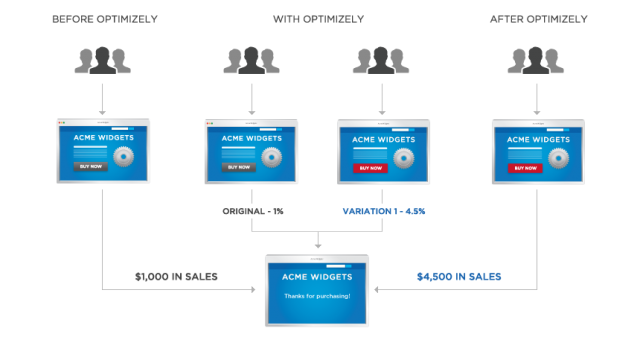 BEFORE OPTIMIZELY
WITH OPTIMIZELY
AFTER OPTIMIZELY
ACME WIDGETS
BUY NOW
ACME WIDGETS
BUY NOW
ACME WIDGETS
BUY NOW
ACME WIDGETS
BUY NOW
ORIGINAL - 1%
VARIATION 1 - 4.5%
$1,000 IN SALES
$4,500 IN SALES
ACME WIDGETS
Thanks for purchasing!